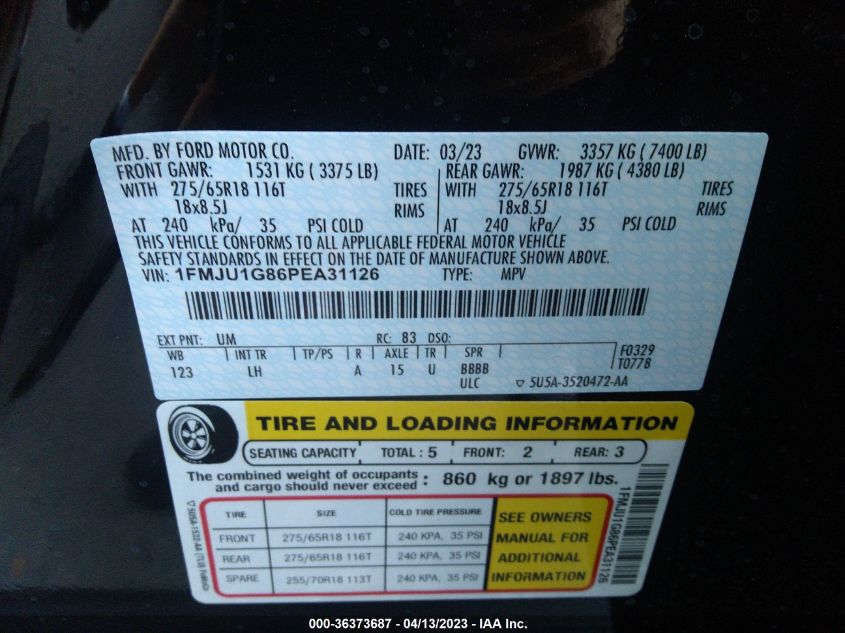 MFD. BY FORD MOTOR CO. DATE: 03/23 GVWR: 3357 KG ( 7400 LB)
FRONT GAWR: 1531 KG ( 3375 LB) REAR GAWR: 1987 KG ( 4380 LB)
WITH 275/65R18 116T TIRES WITH 275/65R18 116T TIRES
18x8.5J RIMS 18x8.5J RIMS
AT 240 kPa/ 35 PSI COLD AT 240 kPa/ 35 PSI COLD
THIS VEHICLE CONFORMS TO ALL APPLICABLE FEDERAL MOTOR VEHICLE
SAFETY STANDARDS IN EFFECT ON THE DATE OF MANUFACTURE SHOWN ABOVE.
VIN: 1FMJU1G86PEA31126 TYPE: MPV
EXT PNT: UM RC: 83 DSO:
WB INT TR TP/PS R AXLE TR SPR F0329
123 LH A 15 U BBBB T0778
ULC ▽ 5U5A-3520472-AA
TIRE AND LOADING INFORMATION
SEATING CAPACITY TOTAL : 5 FRONT: 2 REAR: 3
The combined weight of occupants
and cargo should never exceed : 860 kg or 1897 lbs.
TIRE SIZE COLD TIRE PRESSURE
FRONT 275/65R18 116T 240 KPA, 35 PSI
REAR 275/65R18 116T 240 KPA, 35 PSI
SPARE 255/70R18 113T 240 KPA, 35 PSI
SEE OWNERS
MANUAL FOR
ADDITIONAL
INFORMATION
1FMJU1G86PEA31126
000-36373687 - 04/13/2023 - IAA Inc.